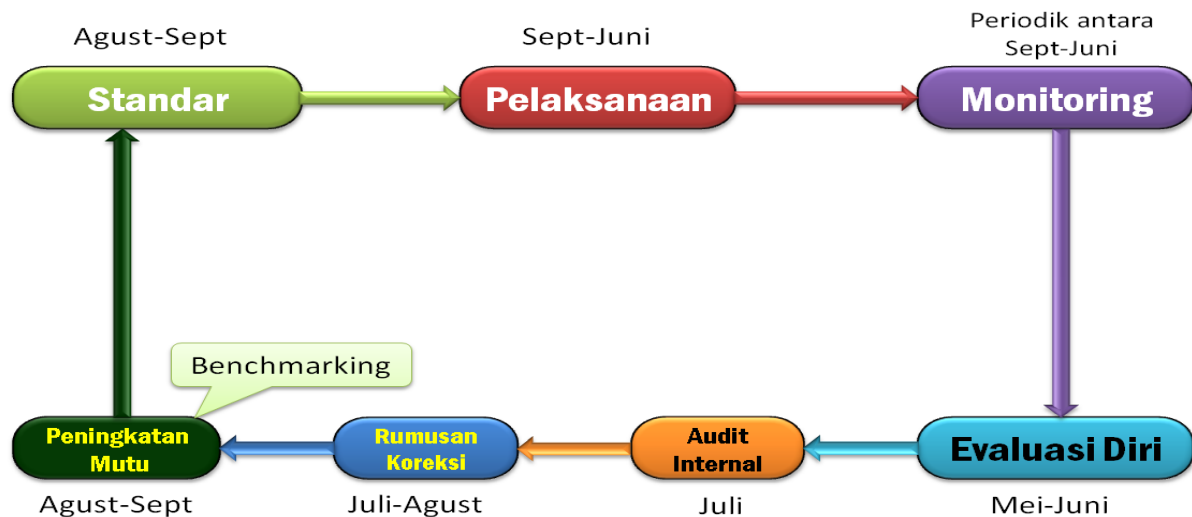 Agust-Sept
Standar
Sept-Juni
Pelaksanaan
Periodik antara
Sept-Juni
Monitoring
Benchmarking
Peningkatan
Mutu
Agust-Sept
Rumusan
Koreksi
Juli-Agust
Audit
Internal
Juli
Evaluasi Diri
Mei-Juni